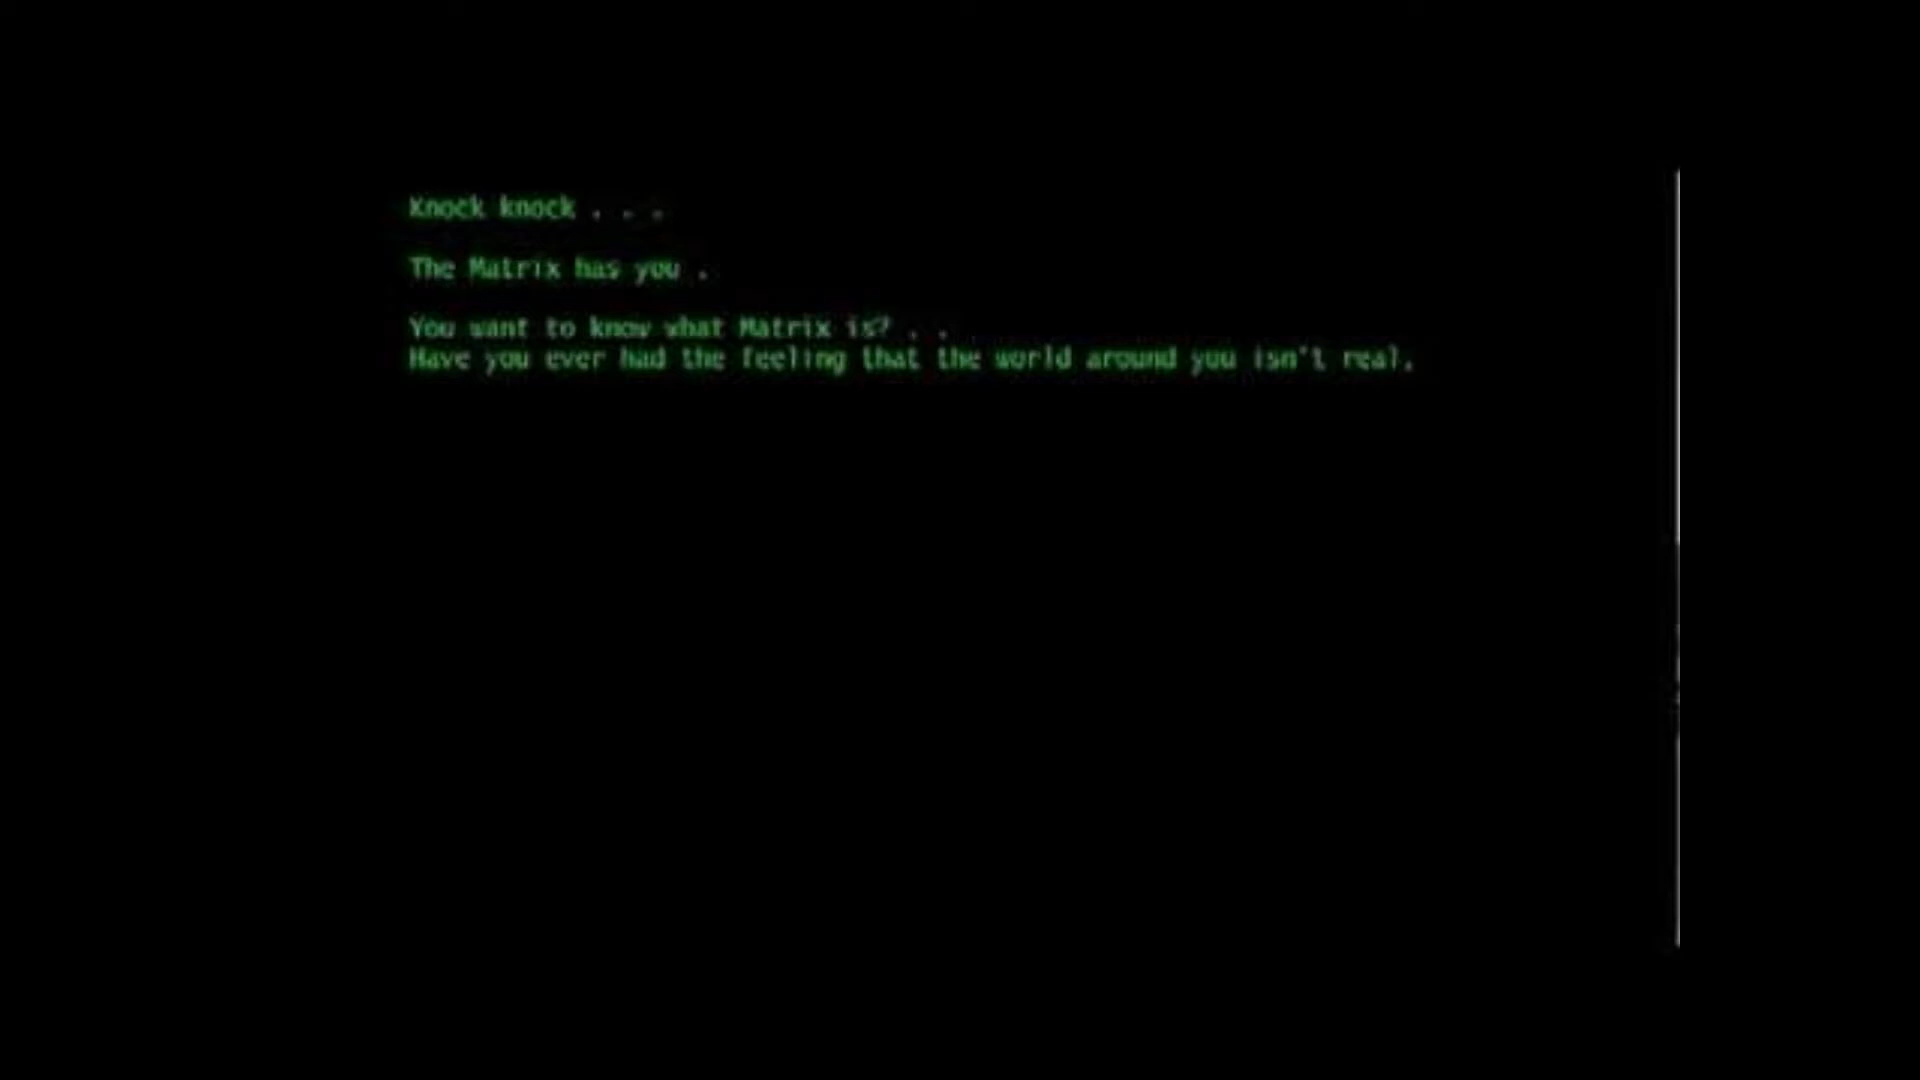 Knock knock . . .
The Matrix has you .
You want to know what Matrix is? . .
Have you ever had the feeling that the world around you isn't real.